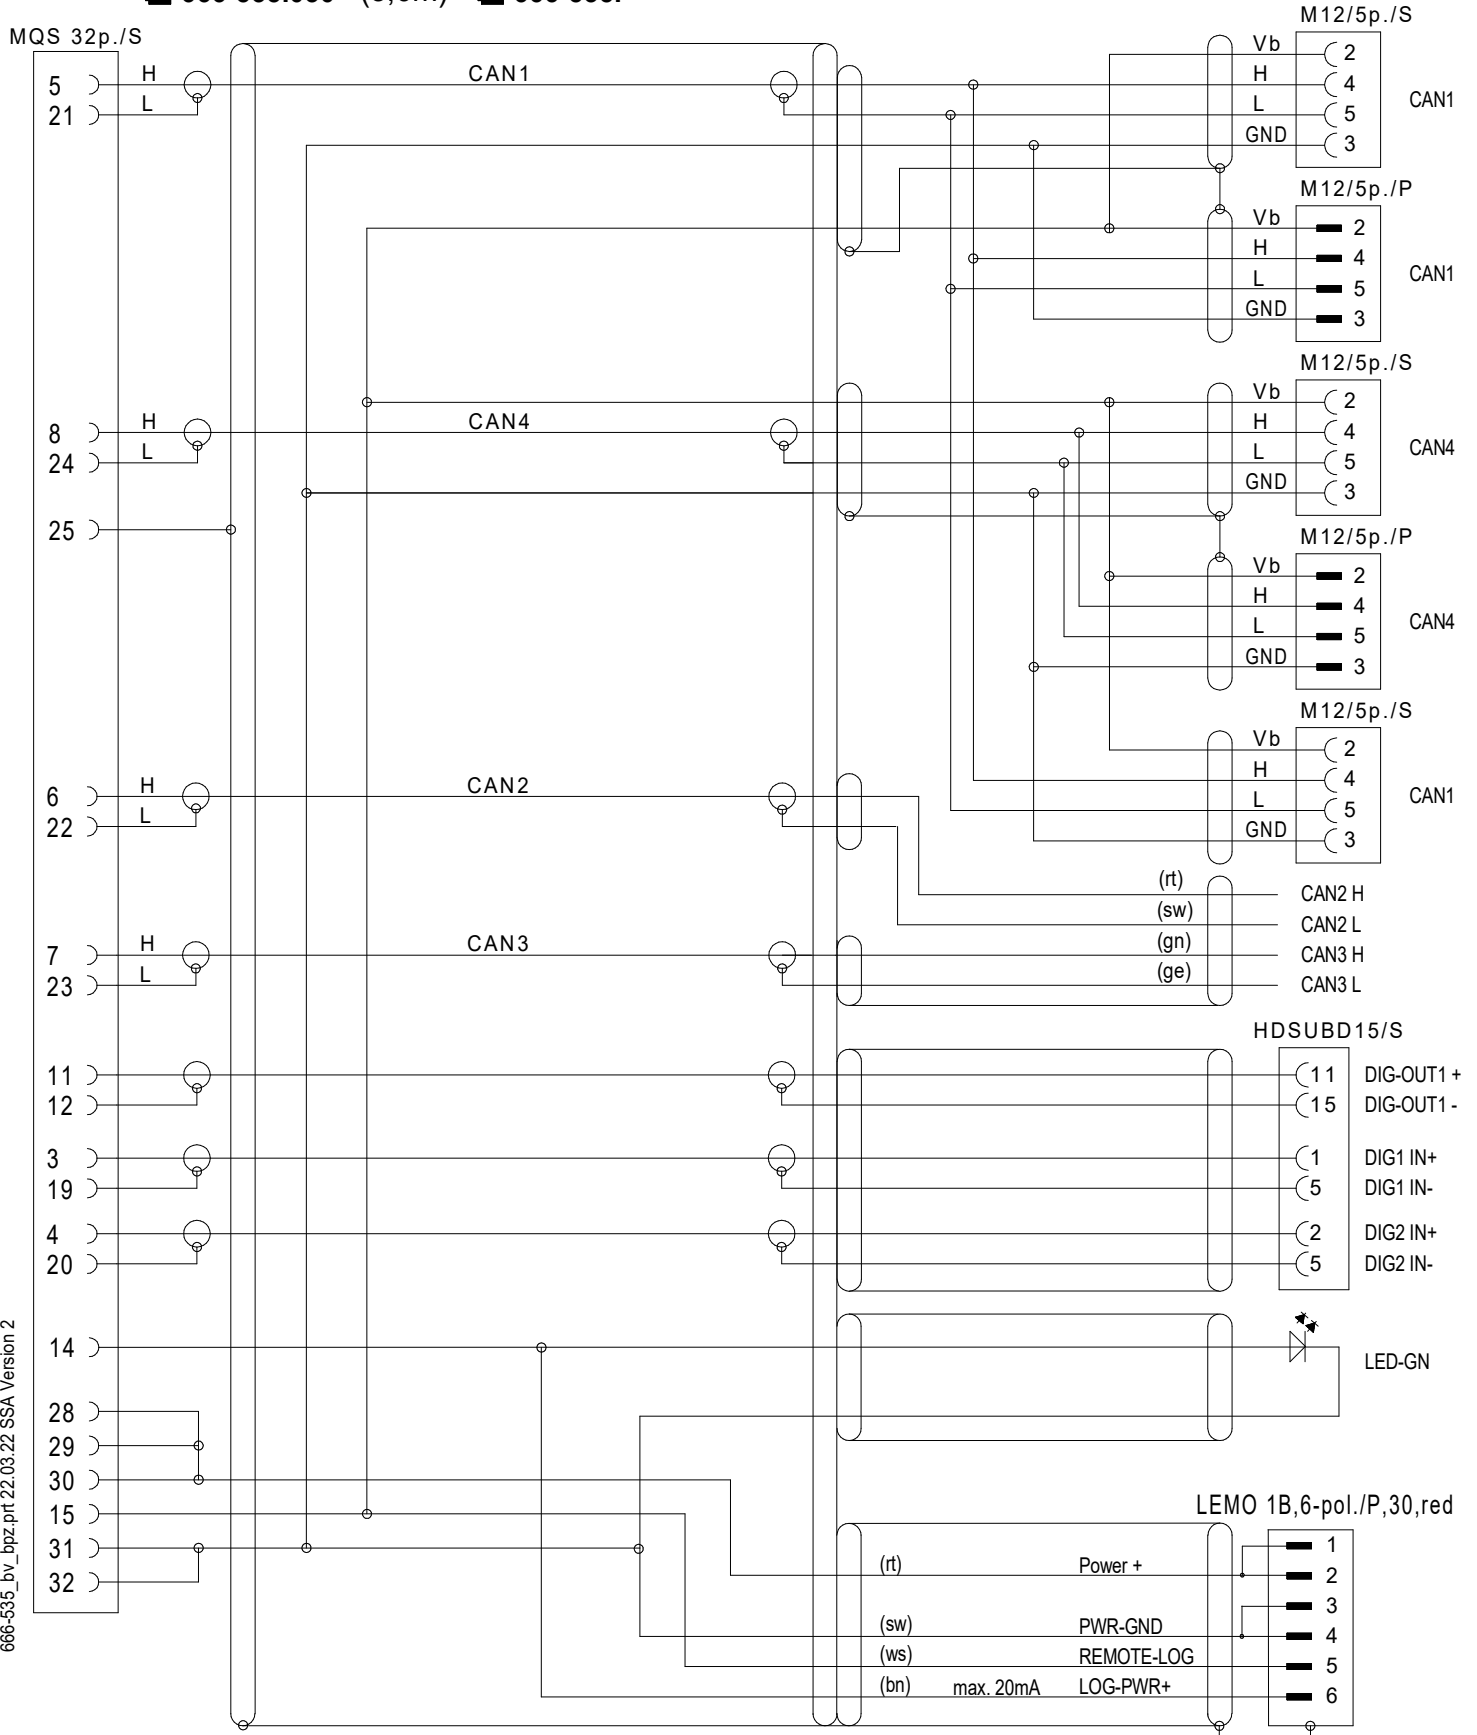 MQS 32p./S
M12/5p./S
5 H CAN1 Vb 2
21 L H 4 CAN1
L 5
GND 3
M12/5p./P
Vb 2
H 4 CAN1
L 5
GND 3
M12/5p./S
8 H CAN4 Vb 2
24 L H 4 CAN4
L 5
GND 3
25
M12/5p./P
Vb 2
H 4 CAN4
L 5
GND 3
M12/5p./S
6 H CAN2 Vb 2
22 L H 4 CAN1
L 5
GND 3
(rt) CAN2 H
(sw) CAN2 L
7 H CAN3 (gn) CAN3 H
23 L (ge) CAN3 L
HDSUBD15/S
11 11 DIG-OUT1 +
12 15 DIG-OUT1 -
3 1 DIG1 IN+
19 5 DIG1 IN-
4 2 DIG2 IN+
20 5 DIG2 IN-
14 LED-GN
28
29
30
15
31
32
LEMO 1B,6-pol./P,30,red
1
(rt) Power + 2
3
(sw) PWR-GND 4
(ws) REMOTE-LOG 5
(bn) max. 20mA LOG-PWR+ 6
666-535_bv_bpz.prt 22.03.22 SSA Version 2